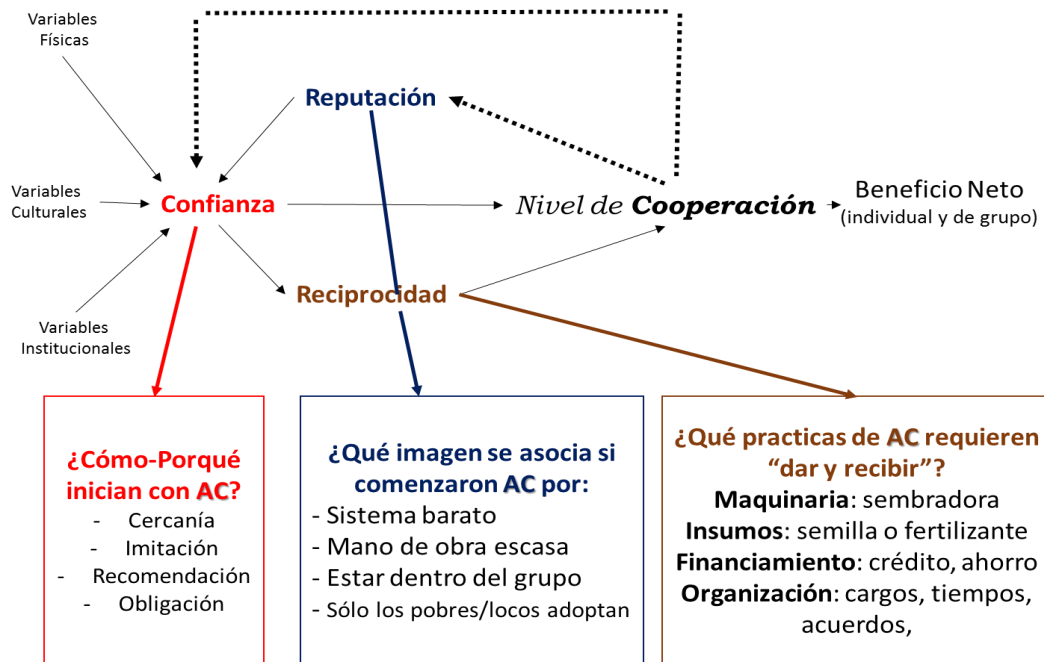 Variables
Físicas
Reputación
Variables
Culturales
Confianza
Nivel de Cooperación
Beneficio Neto
(individual y de grupo)
Reciprocidad
Variables
Institucionales
¿Cómo-Porqué
inician con AC?
- Cercanía
- Imitación
- Recomendación
- Obligación
¿Qué imagen se asocia si
comenzaron AC por:
- Sistema barato
- Mano de obra escasa
- Estar dentro del grupo
- Sólo los pobres/locos adoptan
¿Qué practicas de AC requieren
“dar y recibir”?
Maquinaria: sembradora
Insumos: semilla o fertilizante
Financiamiento: crédito, ahorro
Organización: cargos, tiempos,
acuerdos,